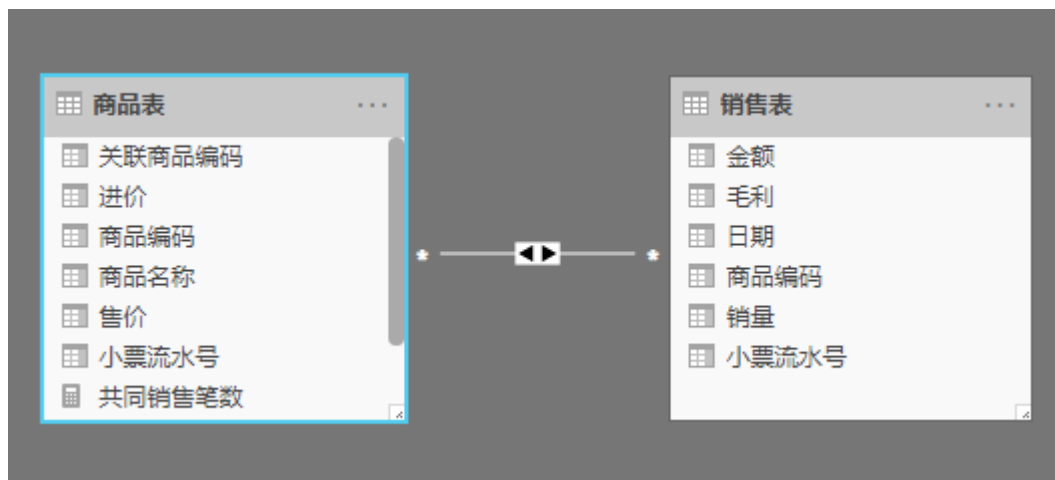 商品表
关联商品编码
进价
商品编码
商品名称
售价
小票流水号
共同销售笔数
* *
销售表
金额
毛利
日期
商品编码
销量
小票流水号